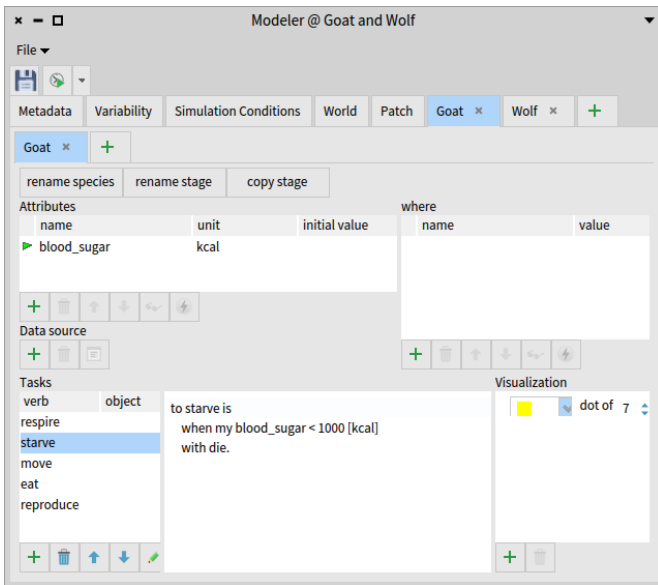 Modeler @ Goat and Wolf
File
Metadata Variability Simulation Conditions World Patch Goat Wolf
Goat
rename species rename stage copy stage
Attributes where
name unit initial value name value
blood_sugar kcal
Data source
Tasks Visualization
verb object
respire
starve
move
eat
reproduce
to starve is
when my blood_sugar < 1000 [kcal]
with die.
dot of 7